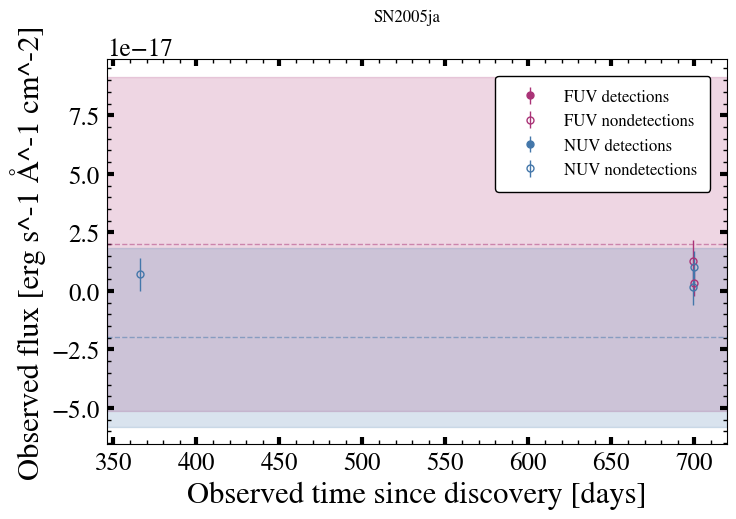 SN2005ja
1e−17
Observed flux [erg s^-1 Å^-1 cm^-2]
7.5
5.0
2.5
0.0
−2.5
−5.0
FUV detections
FUV nondetections
NUV detections
NUV nondetections
350 400 450 500 550 600 650 700
Observed time since discovery [days]